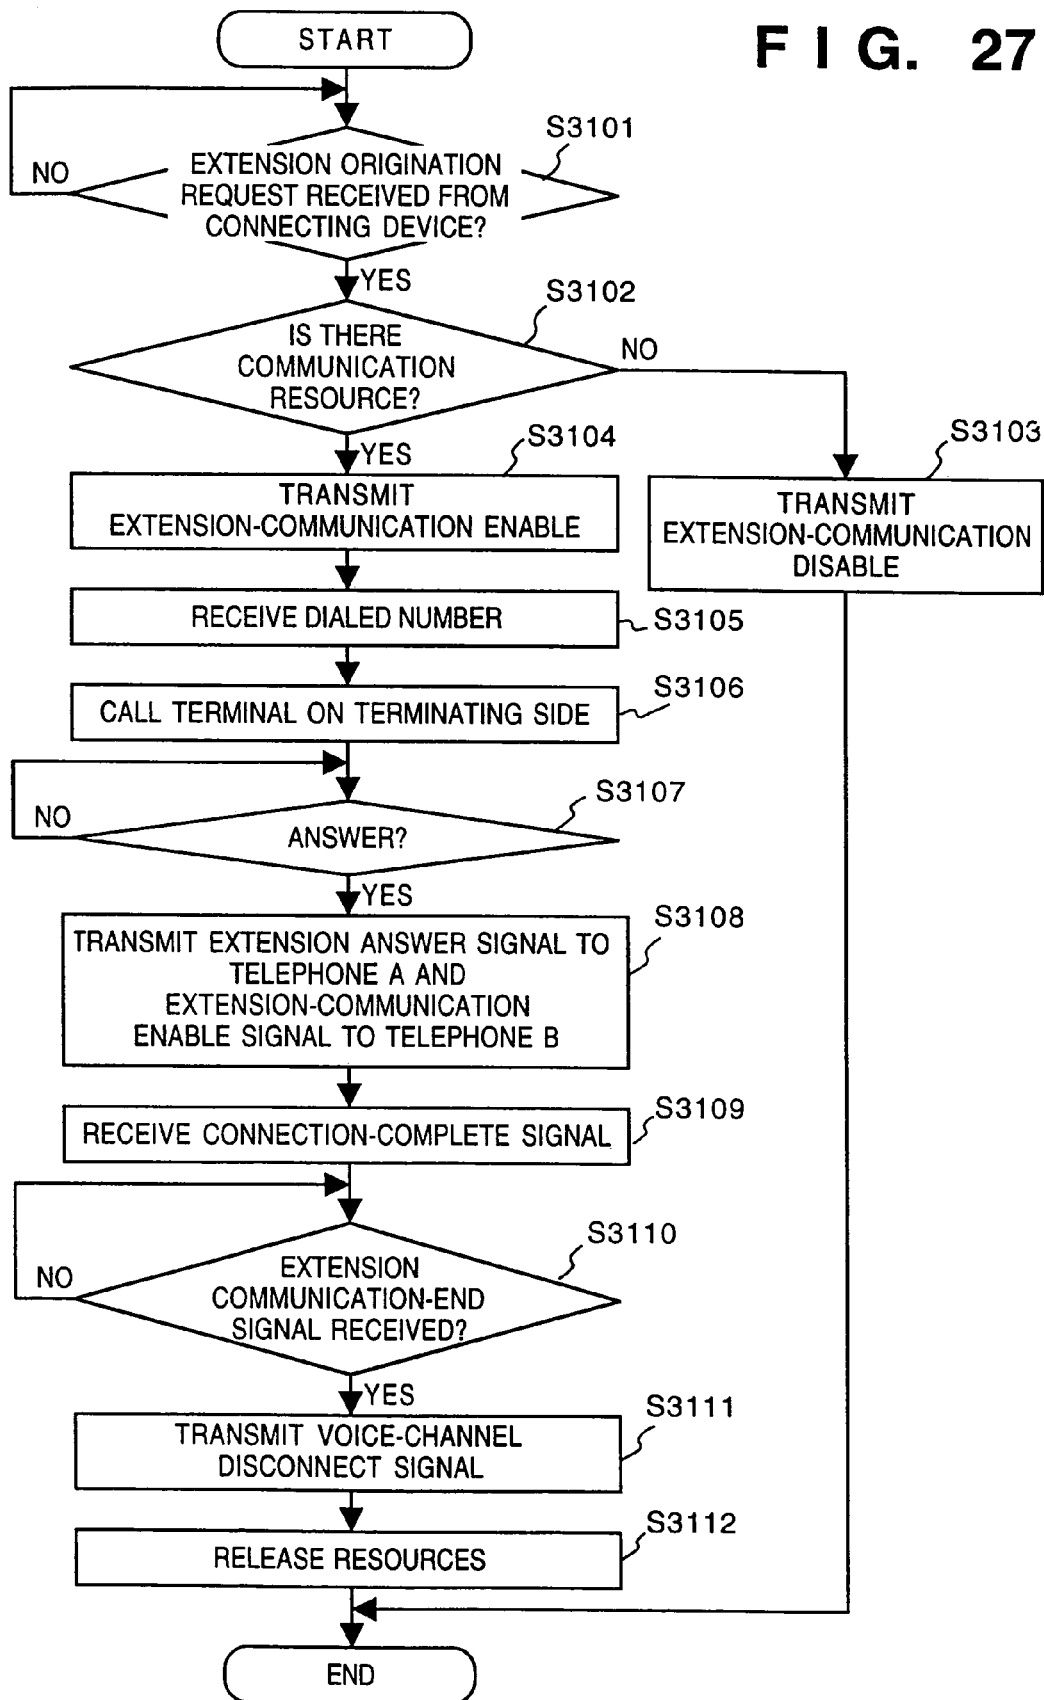 START
FIG. 27
S3101
EXTENSION ORIGINATION
REQUEST RECEIVED FROM
CONNECTING DEVICE?
NO
YES
S3102
IS THERE
COMMUNICATION
RESOURCE?
NO
YES
S3104
TRANSMIT
EXTENSION-COMMUNICATION ENABLE
S3103
TRANSMIT
EXTENSION-COMMUNICATION
DISABLE
RECEIVE DIALED NUMBER
S3105
CALL TERMINAL ON TERMINATING SIDE
S3106
S3107
ANSWER?
NO
YES
S3108
TRANSMIT EXTENSION ANSWER SIGNAL TO
TELEPHONE A AND
EXTENSION-COMMUNICATION
ENABLE SIGNAL TO TELEPHONE B
S3109
RECEIVE CONNECTION-COMPLETE SIGNAL
S3110
EXTENSION
COMMUNICATION-END
SIGNAL RECEIVED?
NO
YES
S3111
TRANSMIT VOICE-CHANNEL
DISCONNECT SIGNAL
S3112
RELEASE RESOURCES
END